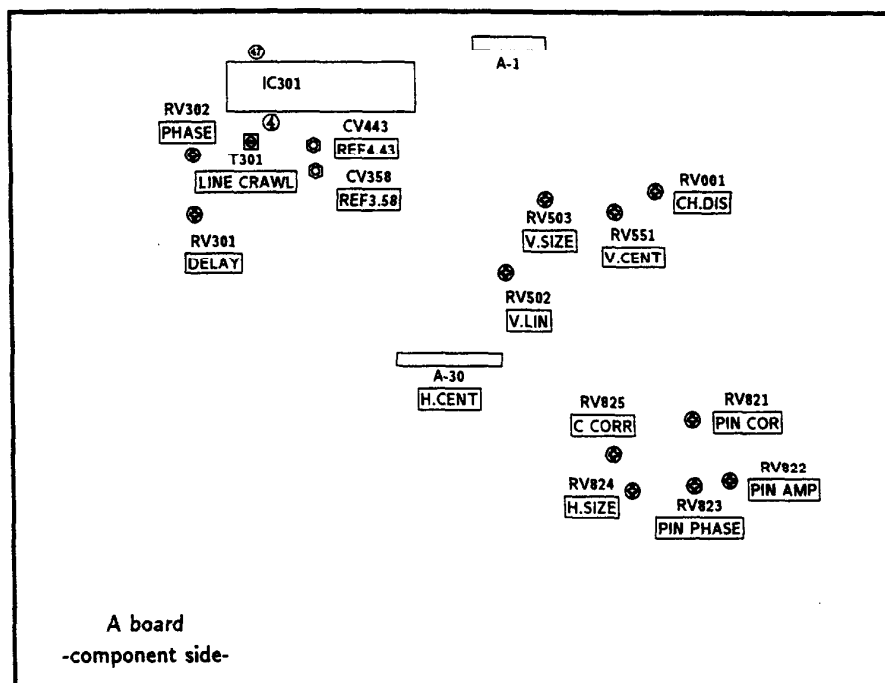 47
IC301
A-1
RV302
PHASE
4
T301
LINE CRAWL
CV443
REF4.43
CV358
REF3.58
RV301
DELAY
RV001
CH.DIS
RV503
V.SIZE
RV551
V.CENT
RV502
V.LIN
A-30
H.CENT
RV825
C CORR
RV821
PIN COR
RV824
H.SIZE
RV823
PIN PHASE
RV822
PIN AMP
A board
-component side-